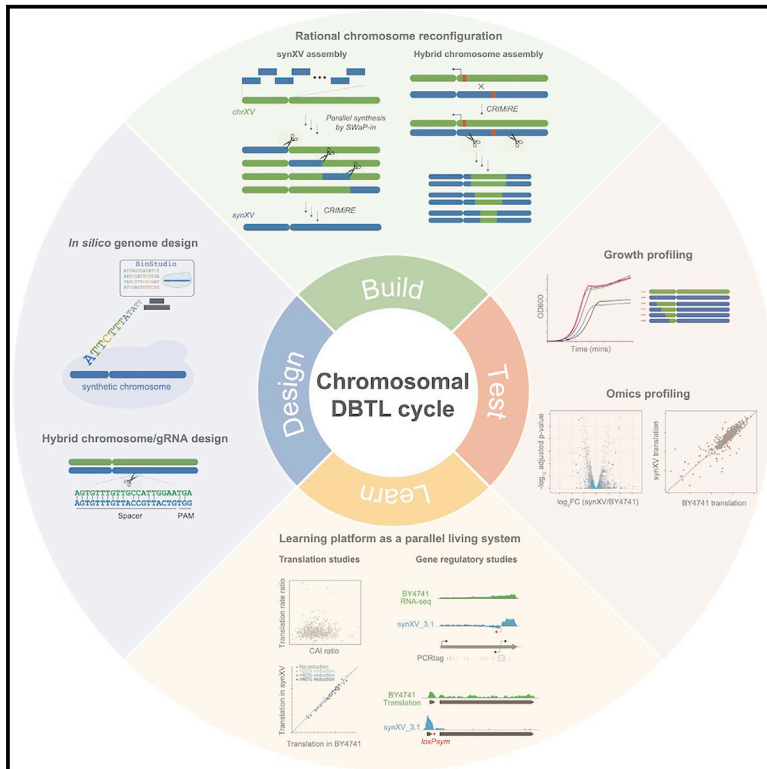 Rational chromosome reconfiguration
synXV assembly
Hybrid chromosome assembly
chrXV
Parallel synthesis
by SWaP-in
CRIMiRE
synXV
CRIMiRE
In silico genome design
BioStudio
ATTCTTTATATT
synthetic chromosome
Hybrid chromosome/gRNA design
AGTGTTTGTTGCCATTGGAATGA
AGTGTTTGTTACCGTTACTGTGG
Spacer
PAM
Build
Design
Test
Learn
Chromosomal
DBTL cycle
Growth profiling
OD600
Time (mins)
Omics profiling
-log10 adjusted p-value
log2FC (synXV/BY4741)
synXV translation
BY4741 translation
Learning platform as a parallel living system
Translation studies
Gene regulatory studies
Translation rate ratio
CAI ratio
BY4741
RNA-seq
synXV_3.1
PCRtag
No reduction
Translation in synXV
Translation in BY4741
BY4741
Translation
synXV_3.1
loxPsym